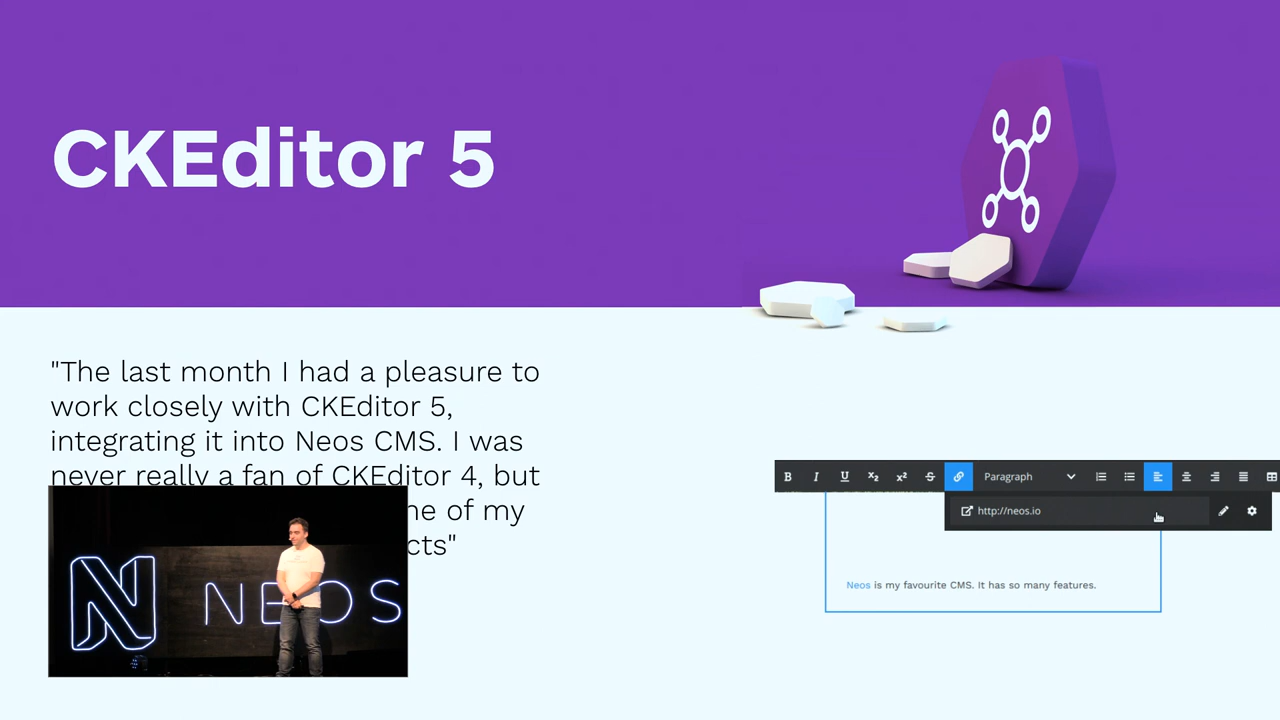 CKEditor 5
"The last month I had a pleasure to
work closely with CKEditor 5,
integrating it into Neos CMS. I was
never really a fan of CKEditor 4, but
of my
"
NEOS
B I U x₂ x² S Paragraph
http://neos.io
Neos is my favourite CMS. It has so many features.